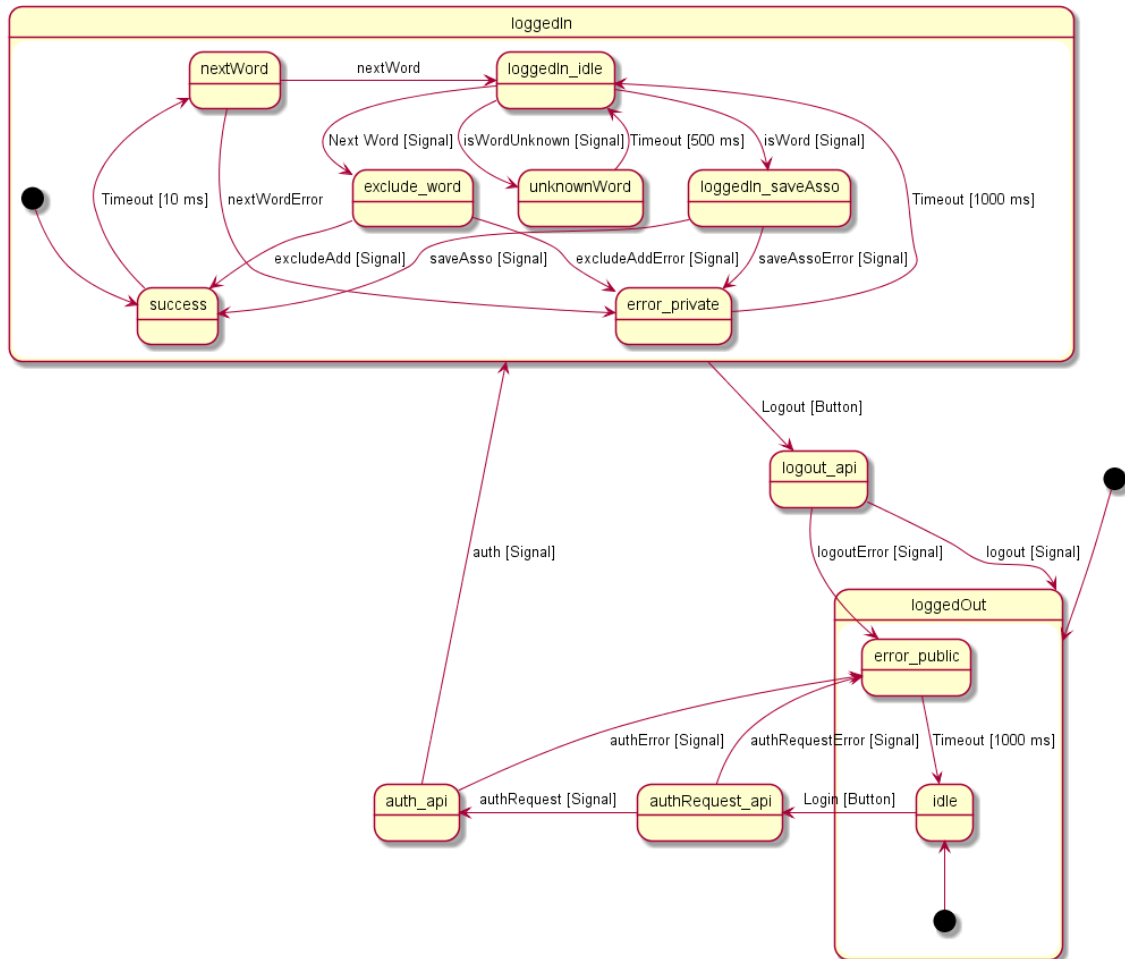 loggedIn
nextWord
nextWord
loggedIn_idle
Next Word [Signal]
isWordUnknown [Signal]
Timeout [500 ms]
isWord [Signal]
exclude_word
unknownWord
loggedIn_saveAsso
Timeout [10 ms]
nextWordError
Timeout [1000 ms]
excludeAdd [Signal]
saveAsso [Signal]
excludeAddError [Signal]
saveAssoError [Signal]
success
error_private
Logout [Button]
logout_api
auth [Signal]
logoutError [Signal]
logout [Signal]
loggedOut
error_public
authError [Signal]
authRequestError [Signal]
Timeout [1000 ms]
auth_api
authRequest [Signal]
authRequest_api
Login [Button]
idle